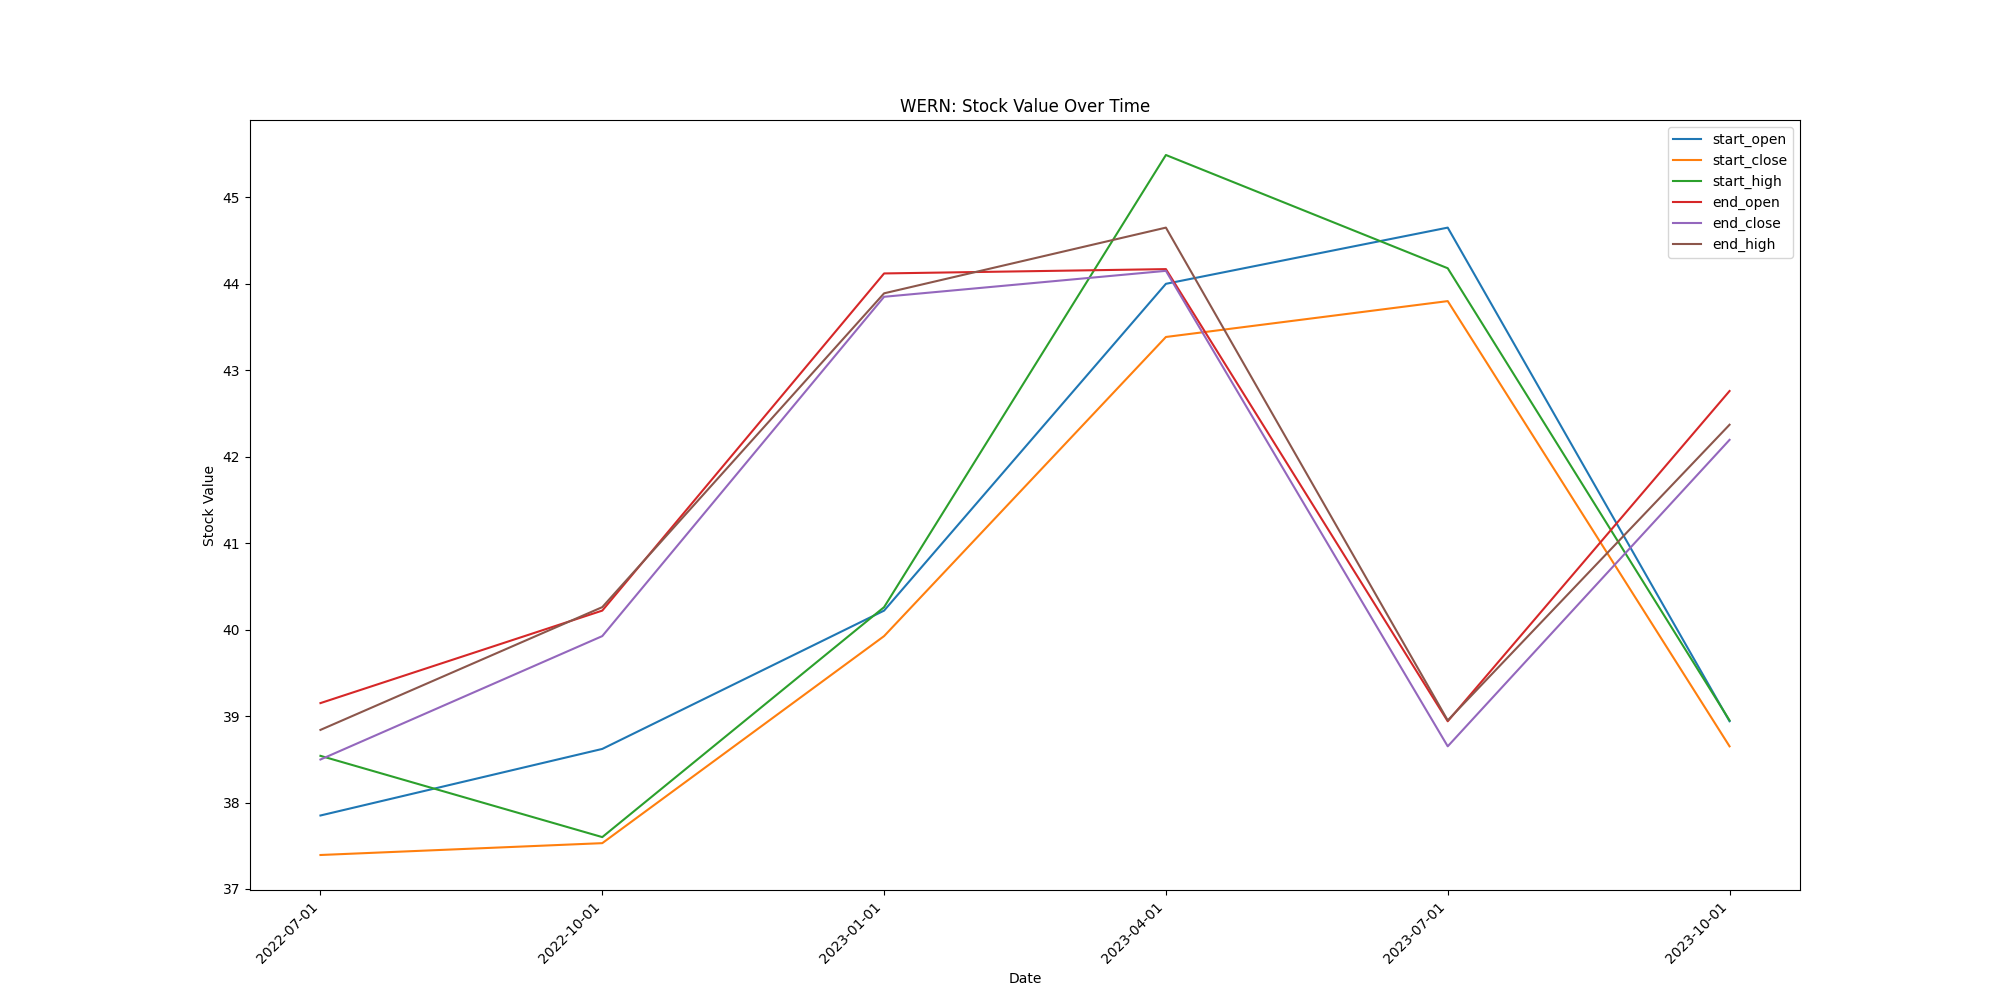 WERN: Stock Value Over Time
start_open
start_close
start_high
end_open
end_close
end_high
45
44
43
42
41
40
39
38
37
Stock Value
2022-07-01
2022-10-01
2023-01-01
2023-04-01
2023-07-01
2023-10-01
Date